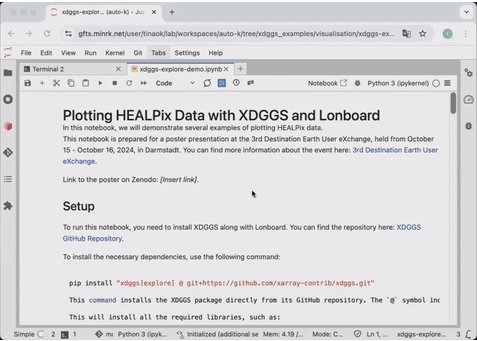 xdggs-explor... (auto-k) - Ju
gfts.minrk.net/user/tinaok/lab/workspaces/auto-k/tree/xdggs_examples/visualisation/xdggs-ex...
File Edit View Run Kernel Git Tabs Settings Help
Terminal 2 xdggs-explore-demo.ipynb
Code Notebook Python 3 (ipykernel)
Plotting HEALPix Data with XDGGS and Lonboard
In this notebook, we will demonstrate several examples of plotting HEALPix data.
This notebook is prepared for a poster presentation at the 3rd Destination Earth User eXchange, held from October
15 - October 16, 2024, in Darmstadt. You can find more information about the event here: 3rd Destination Earth User
eXchange.
Link to the poster on Zenodo: [Insert link].
Setup
To run this notebook, you need to install XDGGS along with Lonboard. You can find the repository here: XDGGS
GitHub Repository.
To install the necessary dependencies, use the following command:
pip install "xdggs[explore] @ git+https://github.com/xarray-contrib/xdggs.git"
This command installs the XDGGS package directly from its GitHub repository. The `@` symbol inc
This will install all the required libraries, such as:
Simple 2 1 Python 3 (ipyk... Initialized (additional se Mem: 4.19 /... Mode: C... Ln 1, ... xdggs-explore... 3